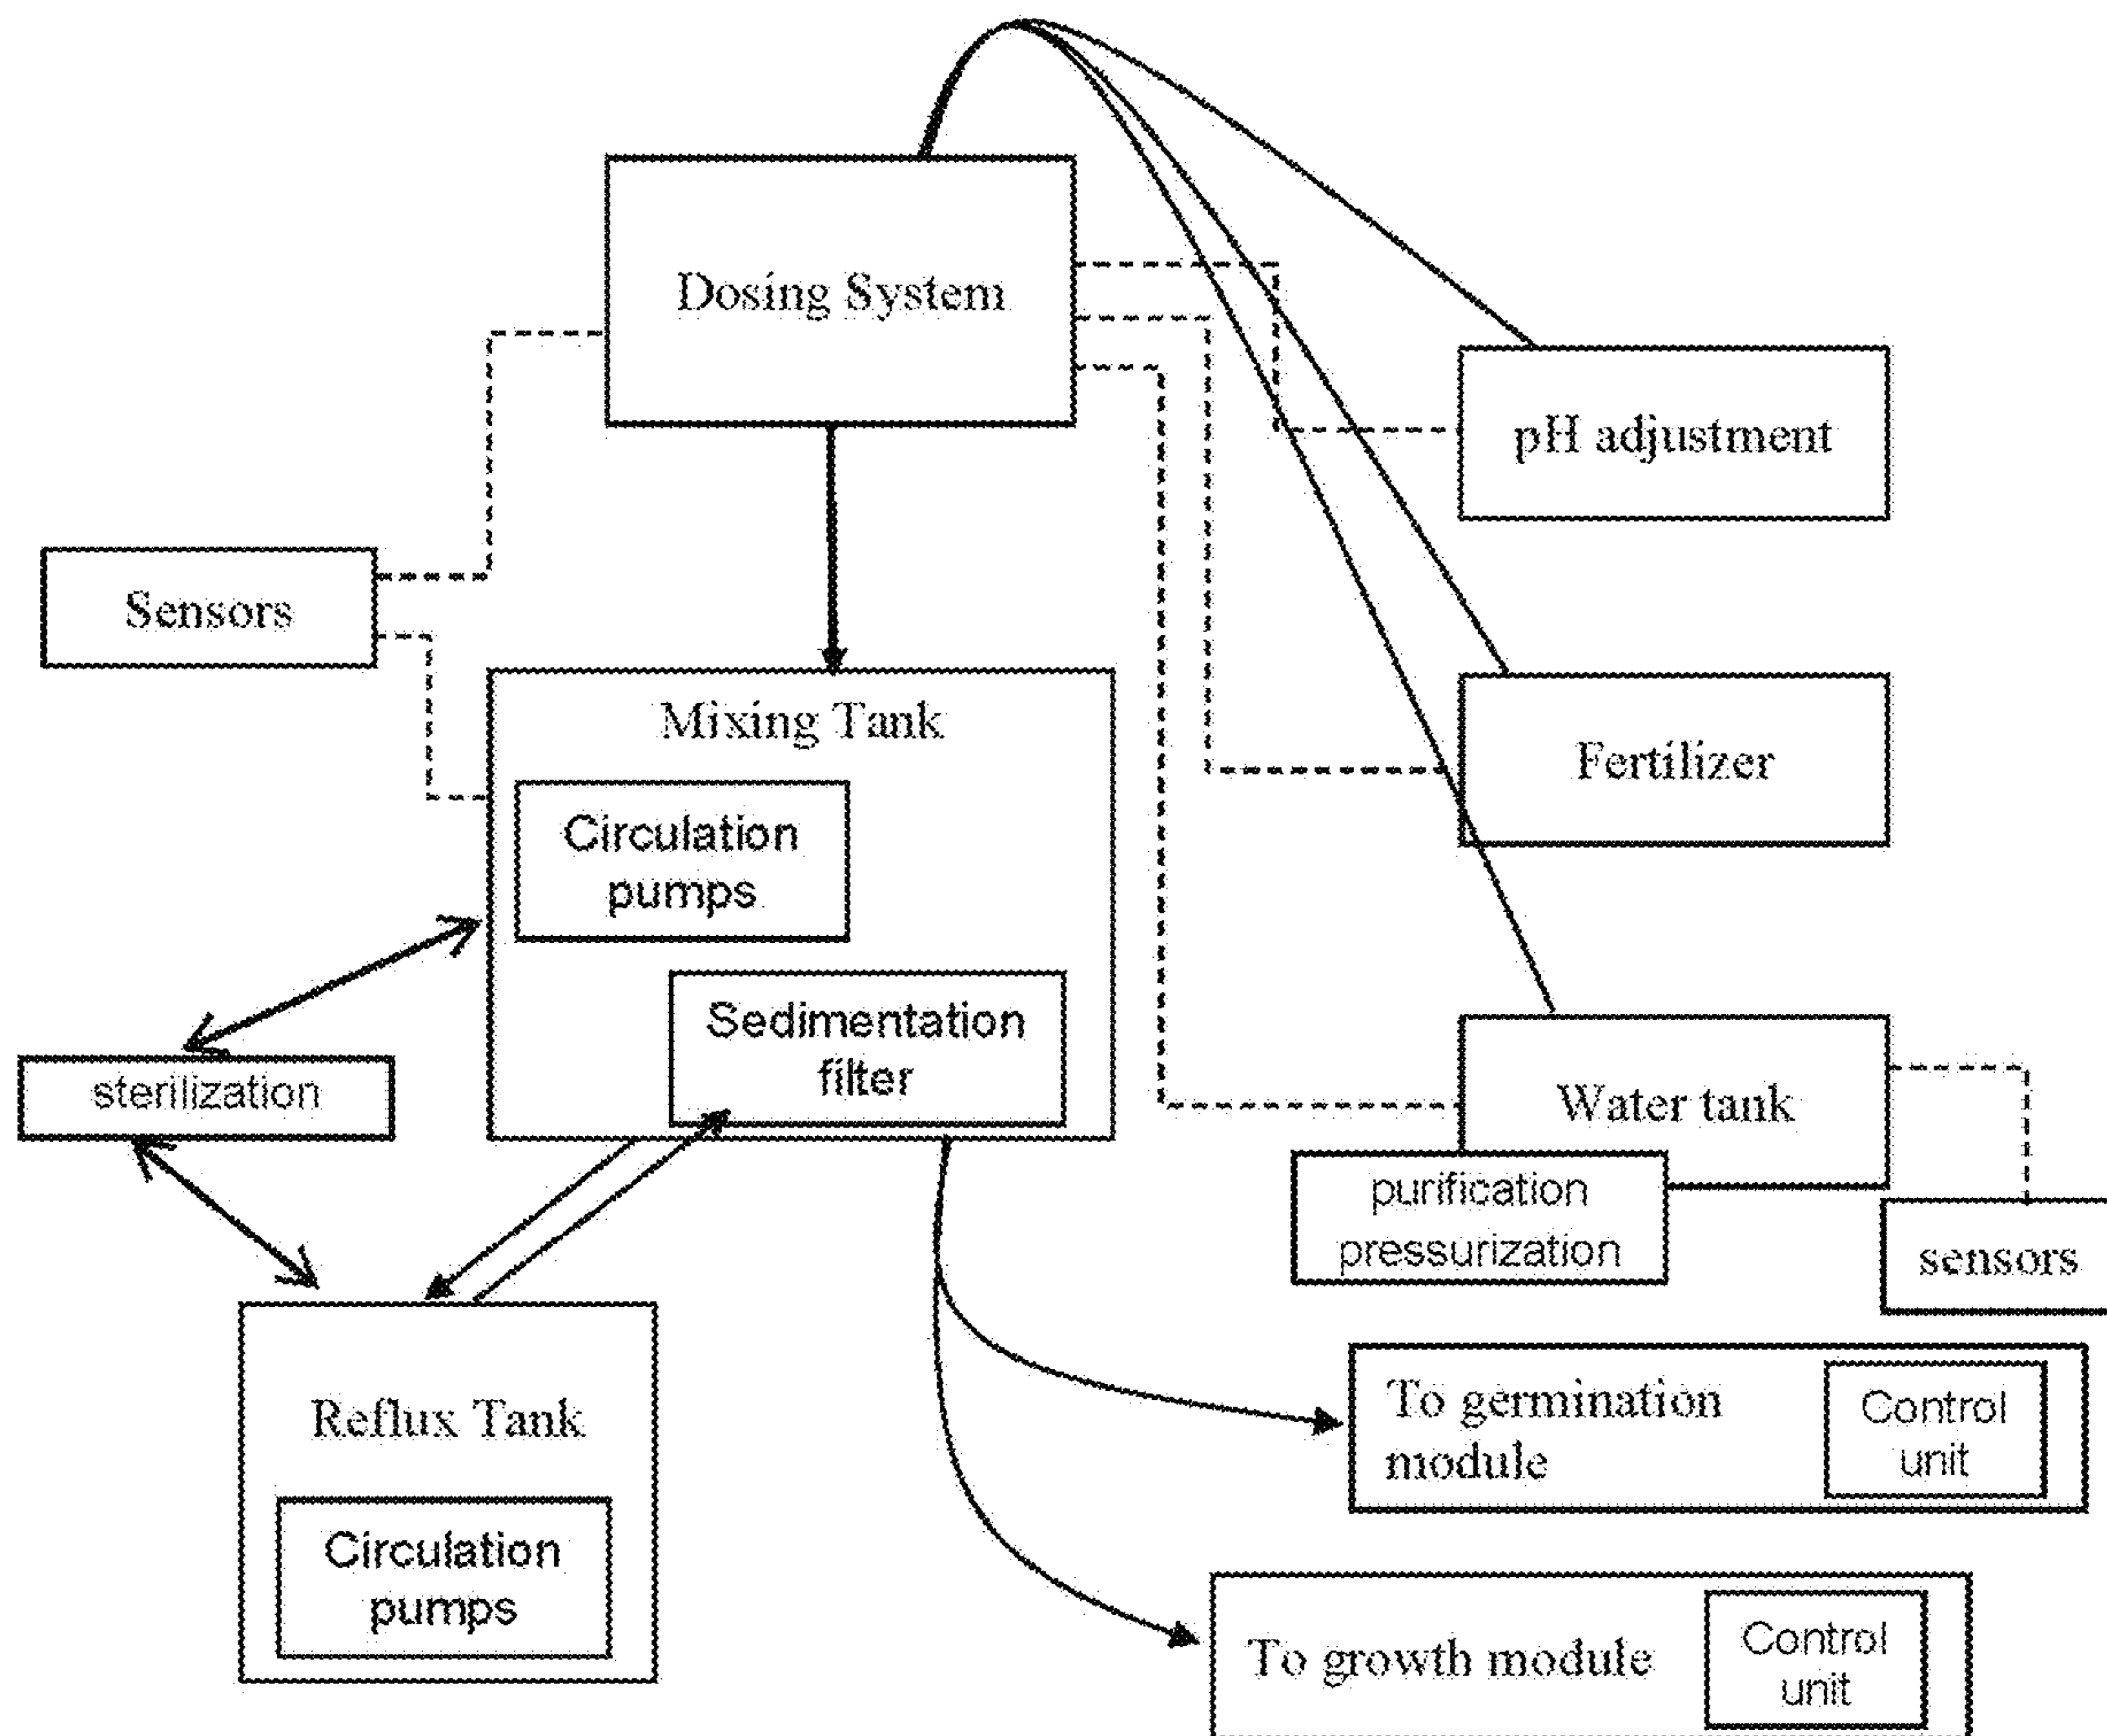 Dosing System
pH adjustment
Sensors
Mixing Tank
Fertilizer
Circulation
pumps
Sedimentation
filter
sterilization
Water tank
purification
pressurization
sensors
Reflux Tank
Circulation
pumps
To germination
module
Control
unit
To growth module
Control
unit